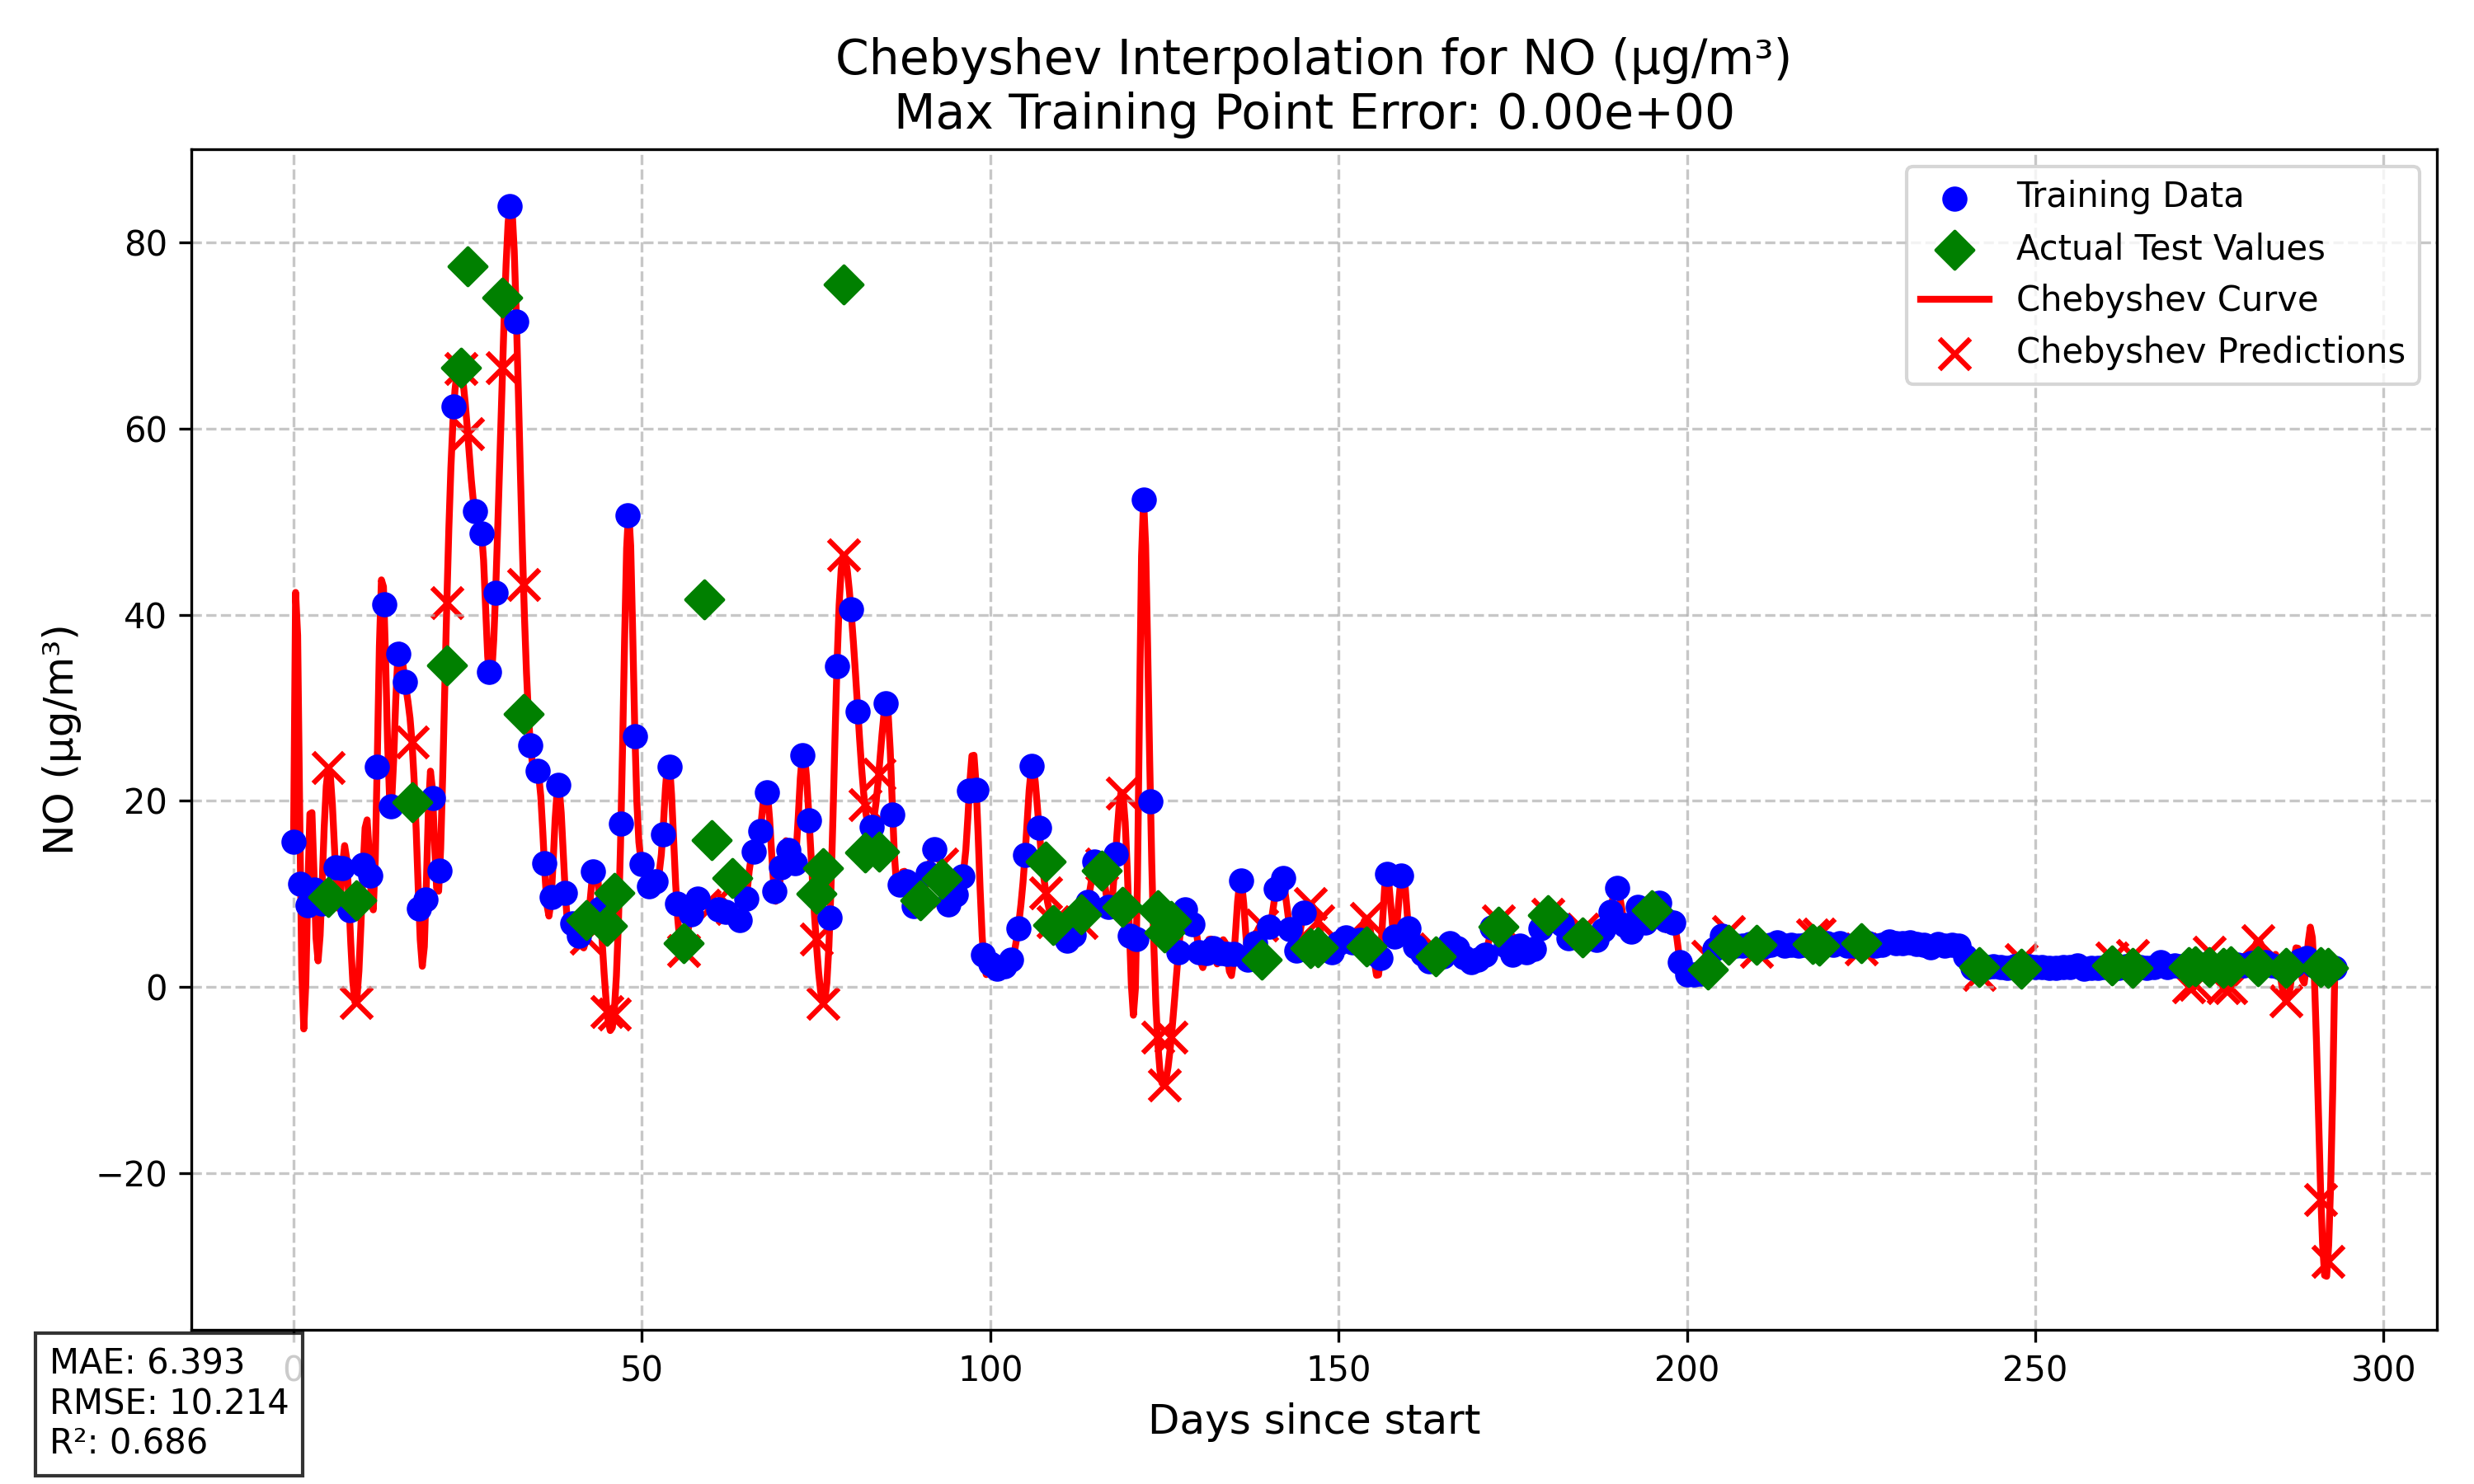 Chebyshev Interpolation for NO (µg/m³)
Max Training Point Error: 0.00e+00
Training Data
Actual Test Values
Chebyshev Curve
Chebyshev Predictions
NO (µg/m³)
80
60
40
20
0
−20
0
50
100
150
200
250
300
Days since start
MAE: 6.393
RMSE: 10.214
R²: 0.686